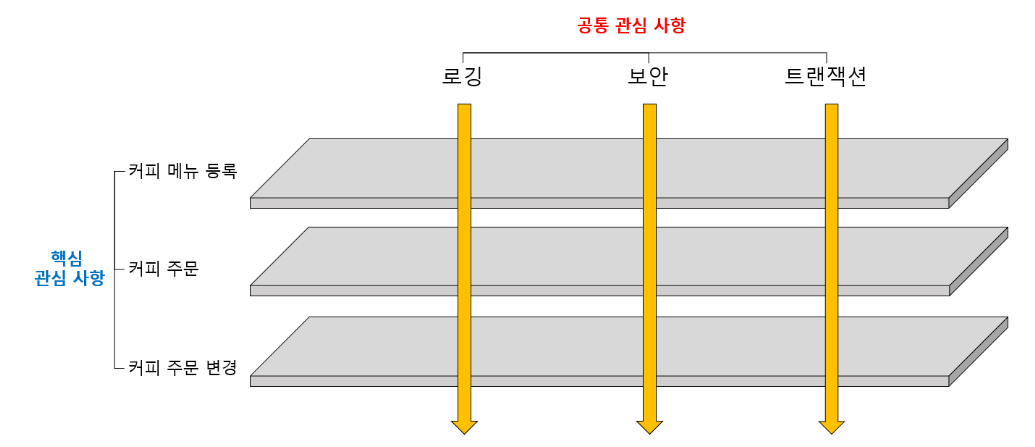 공통 관심 사항
로깅
보안
트랜잭션
커피 메뉴 등록
핵심
관심 사항
커피 주문
커피 주문 변경